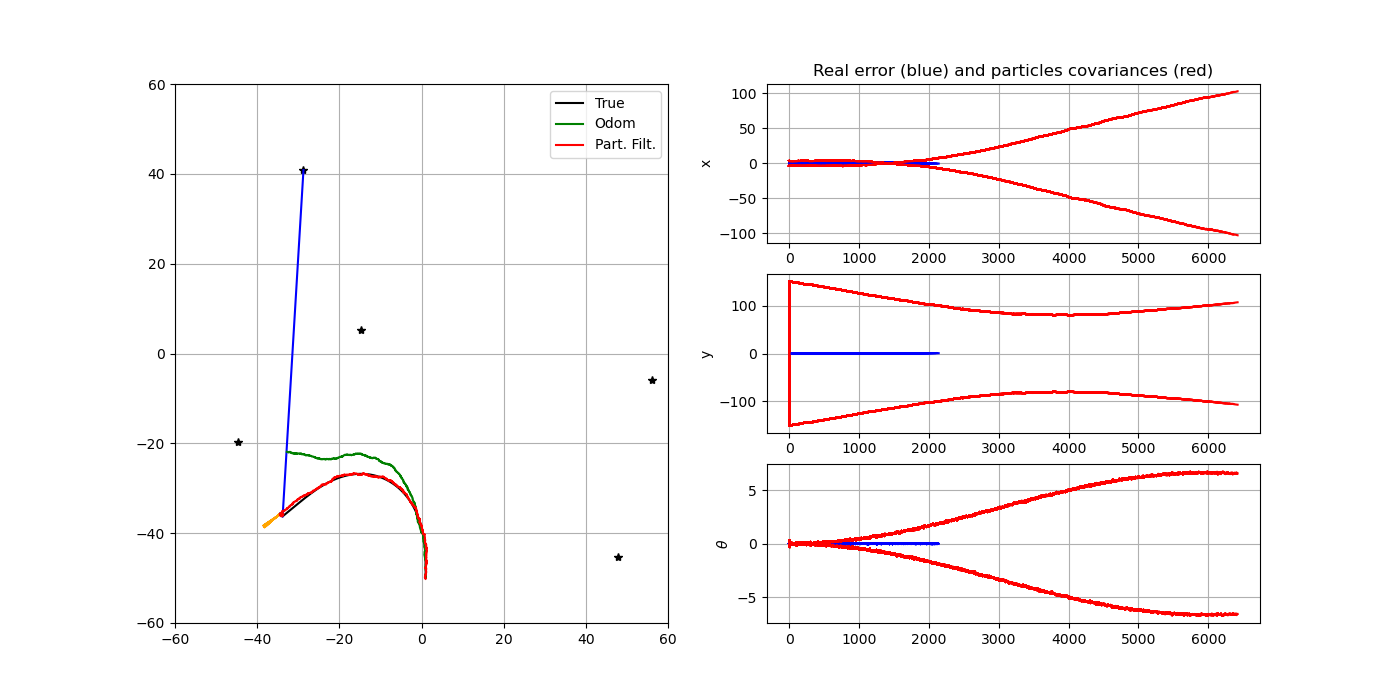 True
Odom
Part. Filt.
60
40
20
0
−20
−40
−60
−60 −40 −20 0 20 40 60
Real error (blue) and particles covariances (red)
x
100
50
0
−50
−100
0 1000 2000 3000 4000 5000 6000
y
100
0
−100
0 1000 2000 3000 4000 5000 6000
θ
5
0
−5
0 1000 2000 3000 4000 5000 6000